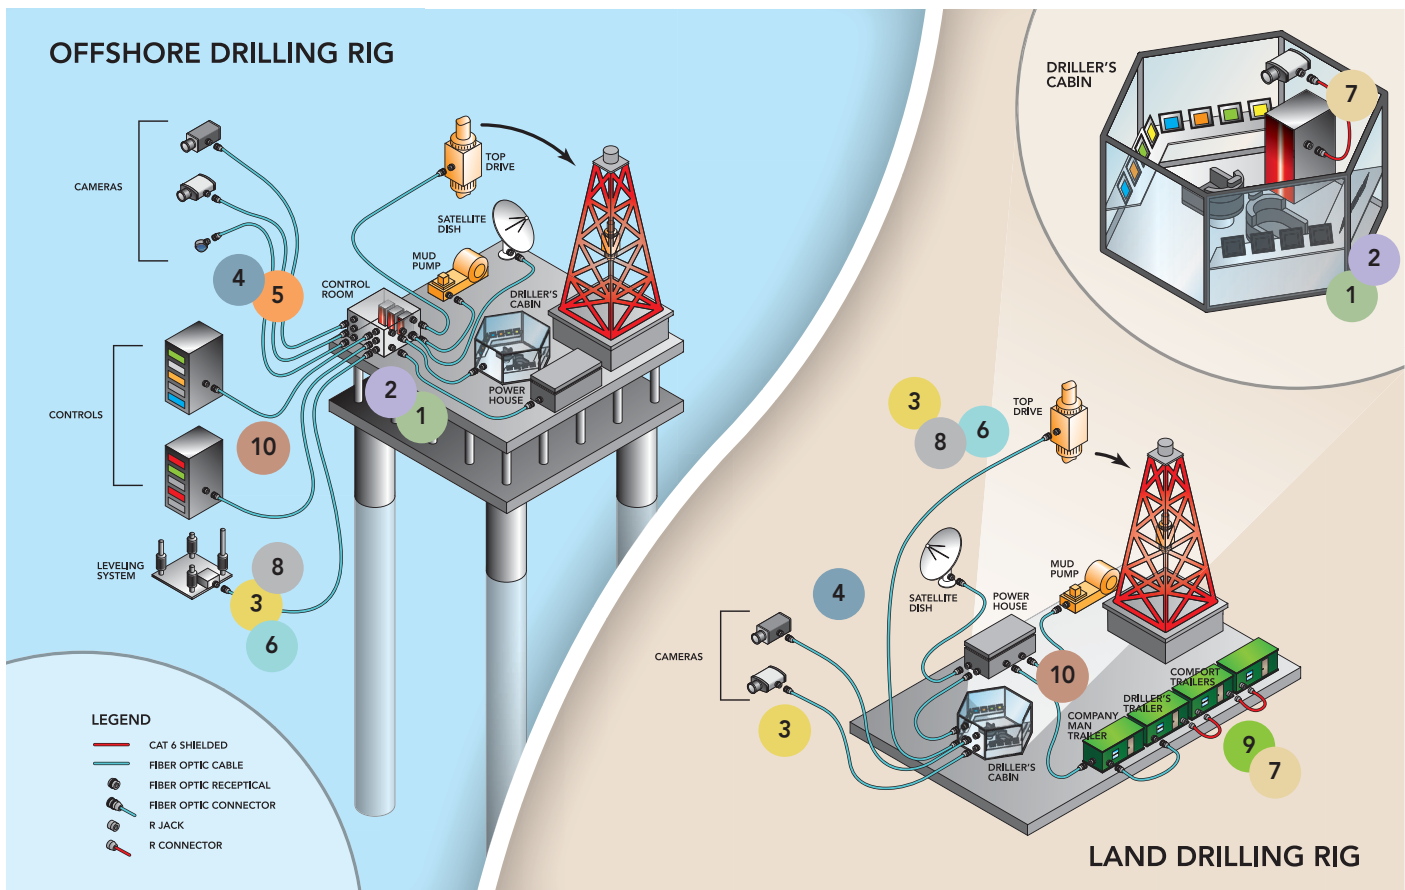 OFFSHORE DRILLING RIG
CAMERAS
TOP
DRIVE
SATELLITE
DISH
MUD
PUMP
CONTROL
ROOM
DRILLER'S
CABIN
4
5
POWER
HOUSE
2
1
CONTROLS
10
LEVELING
SYSTEM
8
3
6
LEGEND
CAT 6 SHIELDED
FIBER OPTIC CABLE
FIBER OPTIC RECEPTICAL
FIBER OPTIC CONNECTOR
R JACK
R CONNECTOR
DRILLER'S
CABIN
7
2
1
3
8
6
TOP
DRIVE
4
SATELLITE
DISH
POWER
HOUSE
MUD
PUMP
CAMERAS
3
10
COMFORT
TRAILERS
DRILLER'S
TRAILER
COMPANY
MAN
TRAILER
DRILLER'S
CABIN
9
7
LAND DRILLING RIG